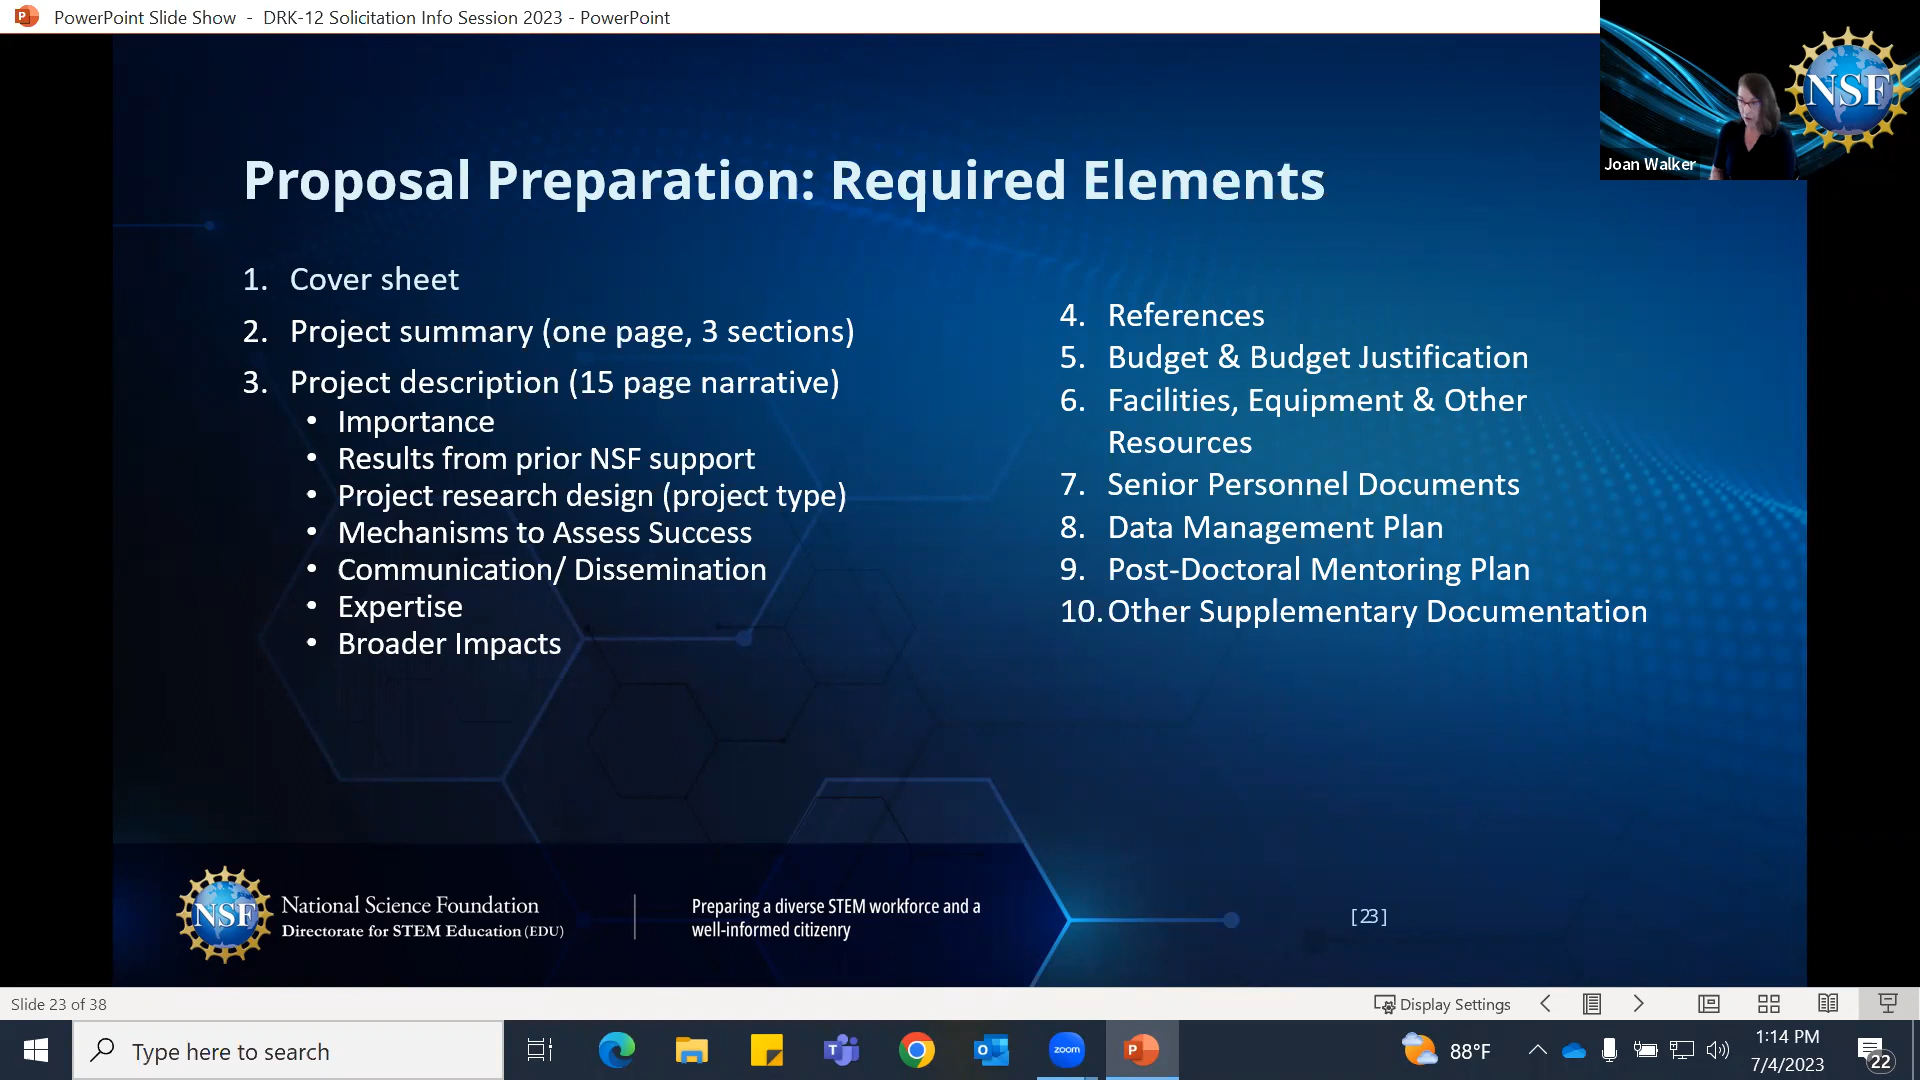 PowerPoint Slide Show - DRK-12 Solicitation Info Session 2023 - PowerPoint
NSF
Joan Walker
Proposal Preparation: Required Elements
1. Cover sheet
2. Project summary (one page, 3 sections)
3. Project description (15 page narrative)
• Importance
• Results from prior NSF support
• Project research design (project type)
• Mechanisms to Assess Success
• Communication/ Dissemination
• Expertise
• Broader Impacts
4. References
5. Budget & Budget Justification
6. Facilities, Equipment & Other
Resources
7. Senior Personnel Documents
8. Data Management Plan
9. Post-Doctoral Mentoring Plan
10. Other Supplementary Documentation
NSF
National Science Foundation
Directorate for STEM Education (EDU)
Preparing a diverse STEM workforce and a
well-informed citizenry
[23]
Slide 23 of 38
Display Settings
Type here to search
zoom
88°F
1:14 PM
7/4/2023
22